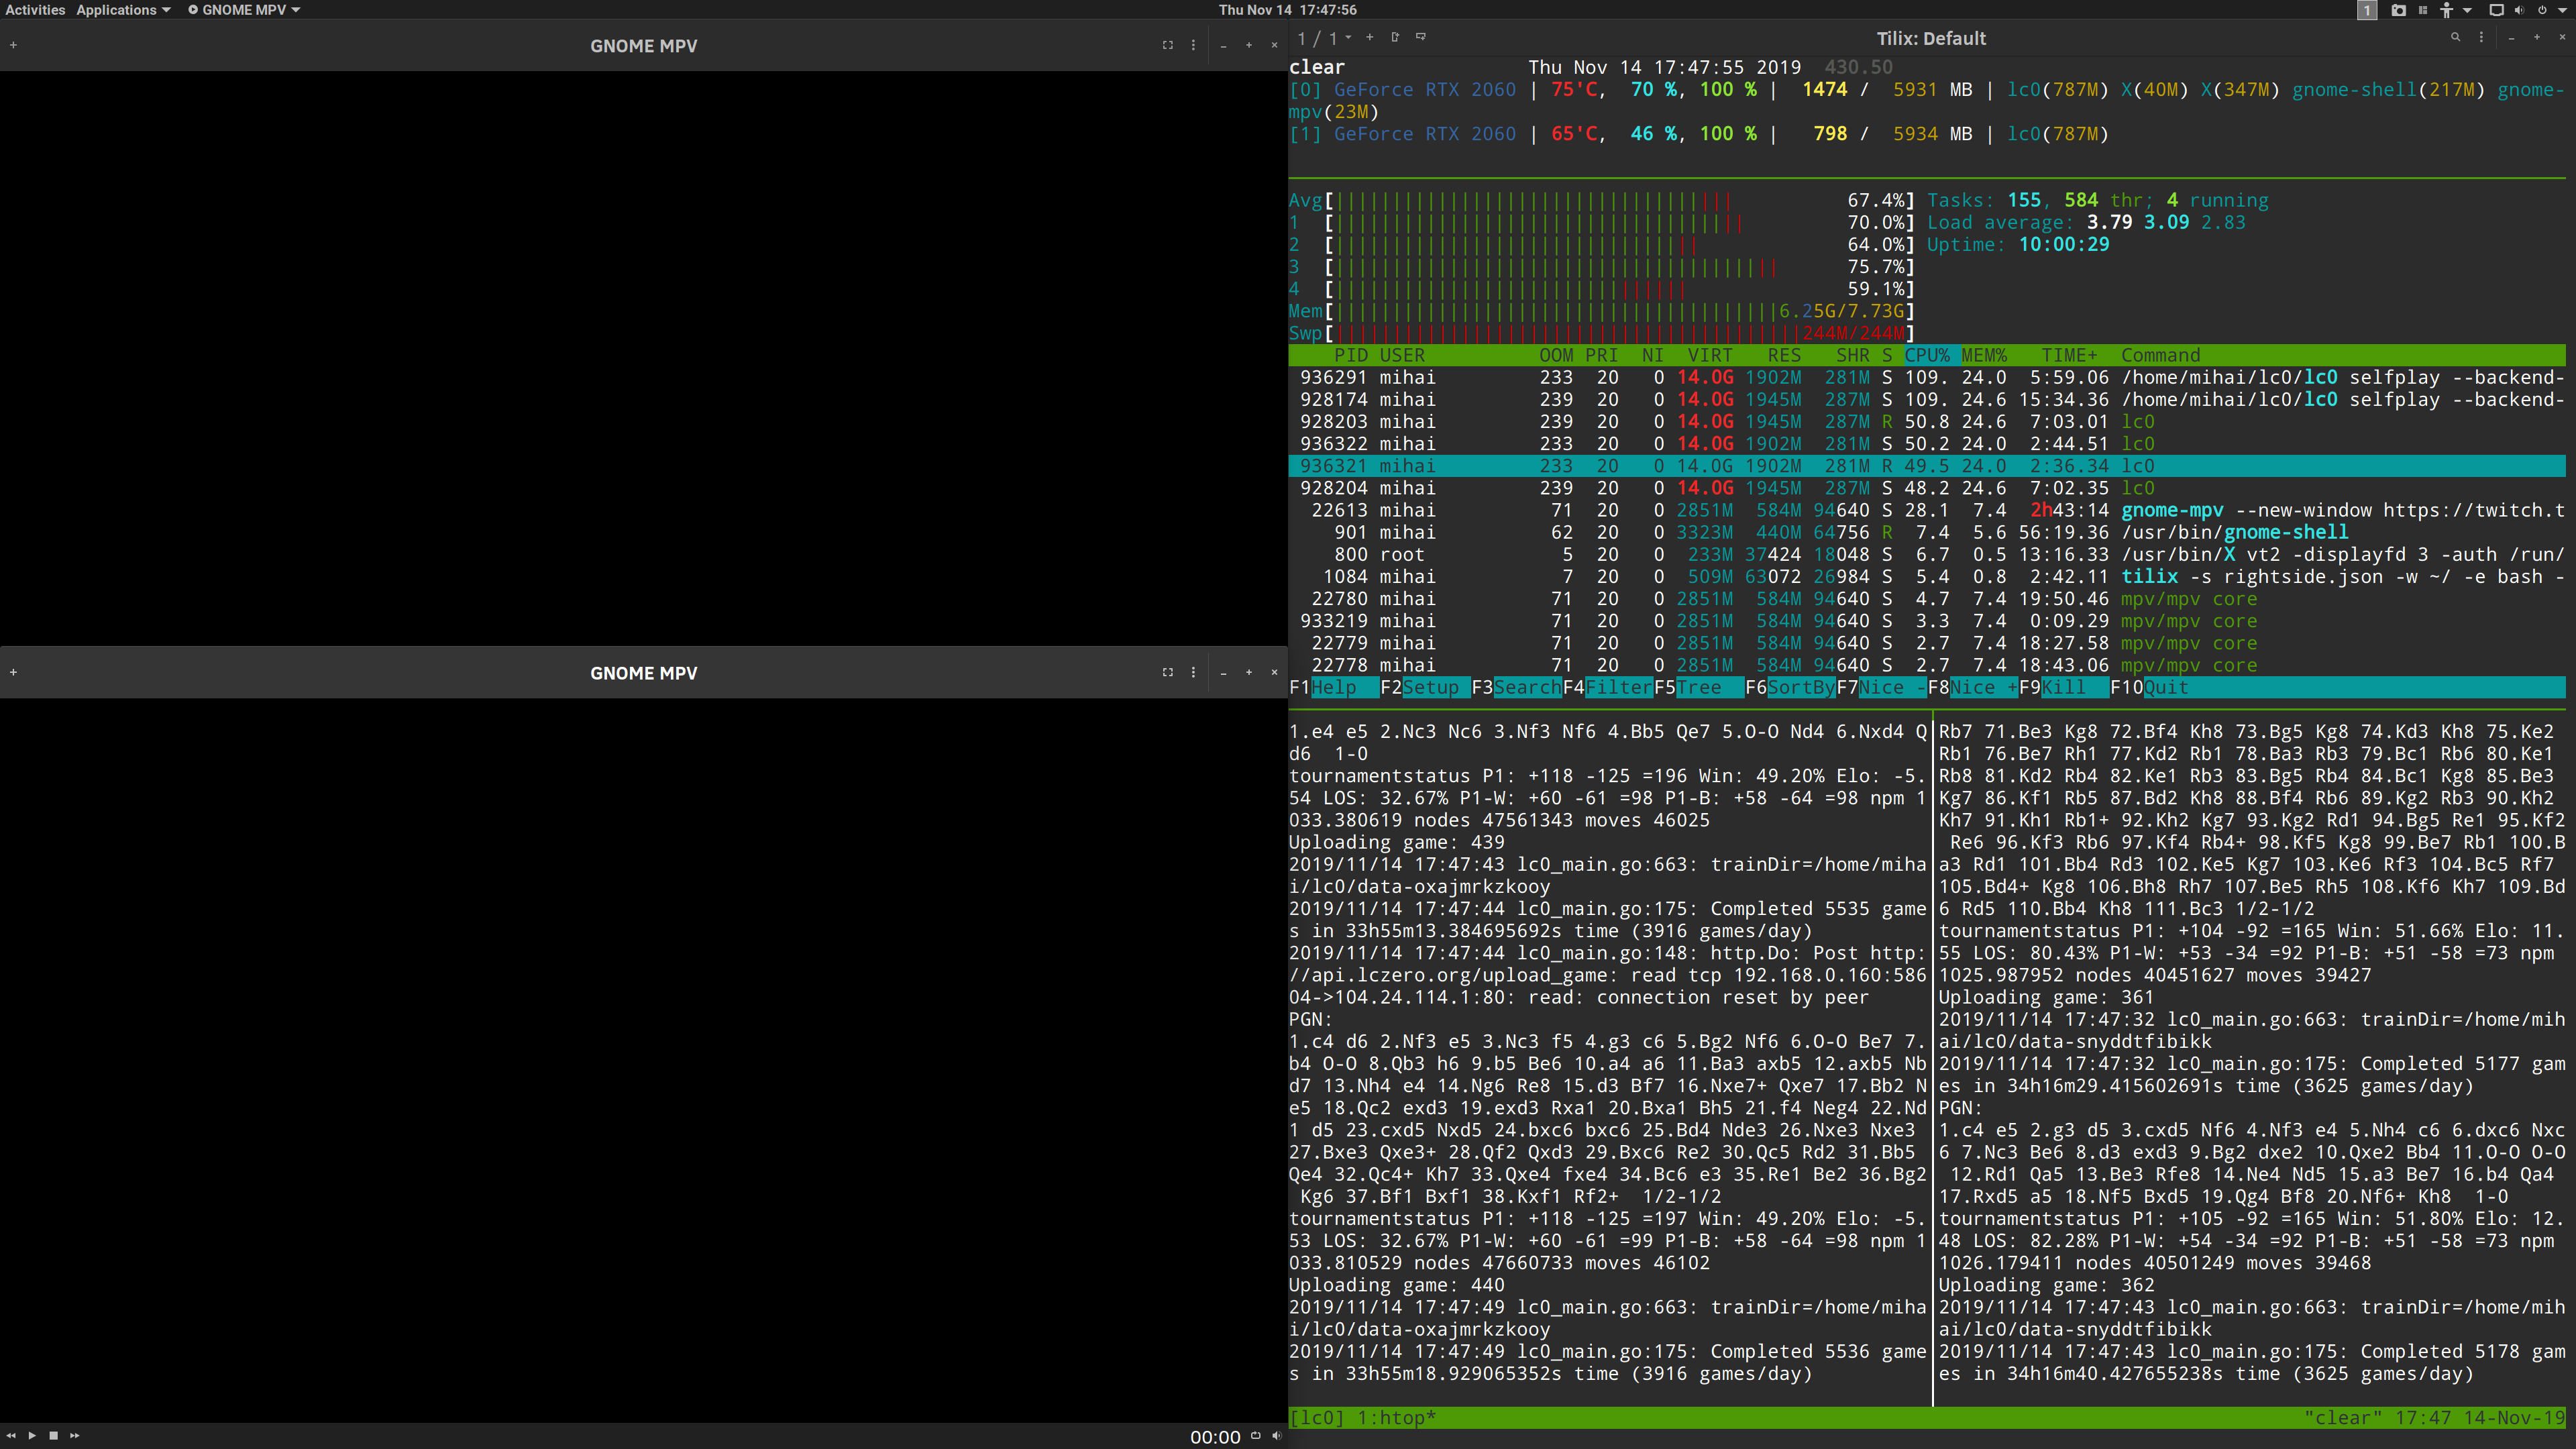 Activities Applications GNOME MPV Thu Nov 14 17:47:56 1
GNOME MPV
GNOME MPV
00:00
1 / 1 Tilix: Default
clear Thu Nov 14 17:47:55 2019 430.50
[0] GeForce RTX 2060 | 75'C, 70 %, 100 % | 1474 / 5931 MB | lc0(787M) X(40M) X(347M) gnome-shell(217M) gnome-
mpv(23M)
[1] GeForce RTX 2060 | 65'C, 46 %, 100 % | 798 / 5934 MB | lc0(787M)
Avg[ 67.4%] Tasks: 155, 584 thr; 4 running
1 [ 70.0%] Load average: 3.79 3.09 2.83
2 [ 64.0%] Uptime: 10:00:29
3 [ 75.7%]
4 [ 59.1%]
Mem[ 6.25G/7.73G]
Swp[ 244M/244M]
PID USER OOM PRI NI VIRT RES SHR S CPU% MEM% TIME+ Command
936291 mihai 233 20 0 14.0G 1902M 281M S 109. 24.0 5:59.06 /home/mihai/lc0/lc0 selfplay --backend-
928174 mihai 239 20 0 14.0G 1945M 287M S 109. 24.6 15:34.36 /home/mihai/lc0/lc0 selfplay --backend-
928203 mihai 239 20 0 14.0G 1945M 287M R 50.8 24.6 7:03.01 lc0
936322 mihai 233 20 0 14.0G 1902M 281M S 50.2 24.0 2:44.51 lc0
936321 mihai 233 20 0 14.0G 1902M 281M R 49.5 24.0 2:36.34 lc0
928204 mihai 239 20 0 14.0G 1945M 287M S 48.2 24.6 7:02.35 lc0
22613 mihai 71 20 0 2851M 584M 94640 S 28.1 7.4 2h43:14 gnome-mpv --new-window https://twitch.t
901 mihai 62 20 0 3323M 440M 64756 R 7.4 5.6 56:19.36 /usr/bin/gnome-shell
800 root 5 20 0 233M 37424 18048 S 6.7 0.5 13:16.33 /usr/bin/X vt2 -displayfd 3 -auth /run/
1084 mihai 7 20 0 509M 63072 26984 S 5.4 0.8 2:42.11 tilix -s rightside.json -w ~/ -e bash -
22780 mihai 71 20 0 2851M 584M 94640 S 4.7 7.4 19:50.46 mpv/mpv core
933219 mihai 71 20 0 2851M 584M 94640 S 3.3 7.4 0:09.29 mpv/mpv core
22779 mihai 71 20 0 2851M 584M 94640 S 2.7 7.4 18:27.58 mpv/mpv core
22778 mihai 71 20 0 2851M 584M 94640 S 2.7 7.4 18:43.06 mpv/mpv core
F1Help F2Setup F3SearchF4FilterF5Tree F6SortByF7Nice -F8Nice +F9Kill F10Quit
1.e4 e5 2.Nc3 Nc6 3.Nf3 Nf6 4.Bb5 Qe7 5.O-O Nd4 6.Nxd4 Q
d6 1-0
tournamentstatus P1: +118 -125 =196 Win: 49.20% Elo: -5.
54 LOS: 32.67% P1-W: +60 -61 =98 P1-B: +58 -64 =98 npm 1
033.380619 nodes 47561343 moves 46025
Uploading game: 439
2019/11/14 17:47:43 lc0_main.go:663: trainDir=/home/miha
i/lc0/data-oxajmrkzkooy
2019/11/14 17:47:44 lc0_main.go:175: Completed 5535 game
s in 33h55m13.384695692s time (3916 games/day)
2019/11/14 17:47:44 lc0_main.go:148: http.Do: Post http:
//api.lczero.org/upload_game: read tcp 192.168.0.160:586
04->104.24.114.1:80: read: connection reset by peer
PGN:
1.c4 d6 2.Nf3 e5 3.Nc3 f5 4.g3 c6 5.Bg2 Nf6 6.O-O Be7 7.
b4 O-O 8.Qb3 h6 9.b5 Be6 10.a4 a6 11.Ba3 axb5 12.axb5 Nb
d7 13.Nh4 e4 14.Ng6 Re8 15.d3 Bf7 16.Nxe7+ Qxe7 17.Bb2 N
e5 18.Qc2 exd3 19.exd3 Rxa1 20.Bxa1 Bh5 21.f4 Neg4 22.Nd
1 d5 23.cxd5 Nxd5 24.bxc6 bxc6 25.Bd4 Nde3 26.Nxe3 Nxe3
27.Bxe3 Qxe3+ 28.Qf2 Qxd3 29.Bxc6 Re2 30.Qc5 Rd2 31.Bb5
Qe4 32.Qc4+ Kh7 33.Qxe4 fxe4 34.Bc6 e3 35.Re1 Be2 36.Bg2
Kg6 37.Bf1 Bxf1 38.Kxf1 Rf2+ 1/2-1/2
tournamentstatus P1: +118 -125 =197 Win: 49.20% Elo: -5.
53 LOS: 32.67% P1-W: +60 -61 =99 P1-B: +58 -64 =98 npm 1
033.810529 nodes 47660733 moves 46102
Uploading game: 440
2019/11/14 17:47:49 lc0_main.go:663: trainDir=/home/miha
i/lc0/data-oxajmrkzkooy
2019/11/14 17:47:49 lc0_main.go:175: Completed 5536 game
s in 33h55m18.929065352s time (3916 games/day)
Rb7 71.Be3 Kg8 72.Bf4 Kh8 73.Bg5 Kg8 74.Kd3 Kh8 75.Ke2
Rb1 76.Be7 Rh1 77.Kd2 Rb1 78.Ba3 Rb3 79.Bc1 Rb6 80.Ke1
Rb8 81.Kd2 Rb4 82.Ke1 Rb3 83.Bg5 Rb4 84.Bc1 Kg8 85.Be3
Kg7 86.Kf1 Rb5 87.Bd2 Kh8 88.Bf4 Rb6 89.Kg2 Rb3 90.Kh2
Kh7 91.Kh1 Rb1+ 92.Kh2 Kg7 93.Kg2 Rd1 94.Bg5 Re1 95.Kf2
Re6 96.Kf3 Rb6 97.Kf4 Rb4+ 98.Kf5 Kg8 99.Be7 Rb1 100.B
a3 Rd1 101.Bb4 Rd3 102.Ke5 Kg7 103.Ke6 Rf3 104.Bc5 Rf7
105.Bd4+ Kg8 106.Bh8 Rh7 107.Be5 Rh5 108.Kf6 Kh7 109.Bd
6 Rd5 110.Bb4 Kh8 111.Bc3 1/2-1/2
tournamentstatus P1: +104 -92 =165 Win: 51.66% Elo: 11.
55 LOS: 80.43% P1-W: +53 -34 =92 P1-B: +51 -58 =73 npm
1025.987952 nodes 40451627 moves 39427
Uploading game: 361
2019/11/14 17:47:32 lc0_main.go:663: trainDir=/home/mih
ai/lc0/data-snyddtfibikk
2019/11/14 17:47:32 lc0_main.go:175: Completed 5177 gam
es in 34h16m29.415602691s time (3625 games/day)
PGN:
1.c4 e5 2.g3 d5 3.cxd5 Nf6 4.Nf3 e4 5.Nh4 c6 6.dxc6 Nxc
6 7.Nc3 Be6 8.d3 exd3 9.Bg2 dxe2 10.Qxe2 Bb4 11.O-O O-O
12.Rd1 Qa5 13.Be3 Rfe8 14.Ne4 Nd5 15.a3 Be7 16.b4 Qa4
17.Rxd5 a5 18.Nf5 Bxd5 19.Qg4 Bf8 20.Nf6+ Kh8 1-0
tournamentstatus P1: +105 -92 =165 Win: 51.80% Elo: 12.
48 LOS: 82.28% P1-W: +54 -34 =92 P1-B: +51 -58 =73 npm
1026.179411 nodes 40501249 moves 39468
Uploading game: 362
2019/11/14 17:47:43 lc0_main.go:663: trainDir=/home/mih
ai/lc0/data-snyddtfibikk
2019/11/14 17:47:43 lc0_main.go:175: Completed 5178 gam
es in 34h16m40.427655238s time (3625 games/day)
[lc0] 1:htop* "clear" 17:47 14-Nov-19